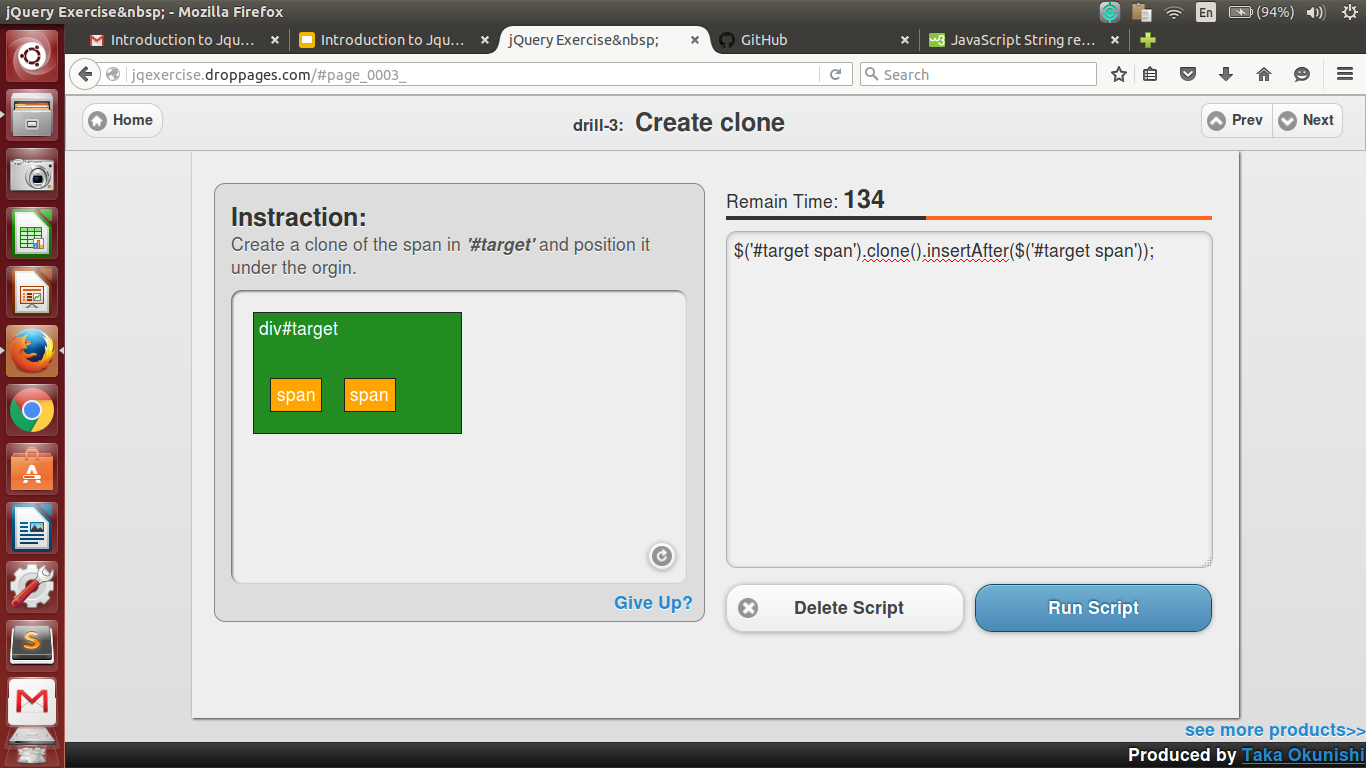 jQuery Exercise&nbsp; - Mozilla Firefox
En
(94%)
Introduction to Jqu... ×
Introduction to Jqu... ×
jQuery Exercise&nbsp; ×
GitHub ×
w3
JavaScript String re... ×
jqexercise.droppages.com/#page_0003_
Search
Home
drill-3: Create clone
Prev
Next
Instraction:
Create a clone of the span in '#target' and position it
under the orgin.
div#target
span
span
Give Up?
Remain Time: 134
$('#target span').clone().insertAfter($('#target span'));
Delete Script
Run Script
see more products>>
Produced by Taka Okunishi